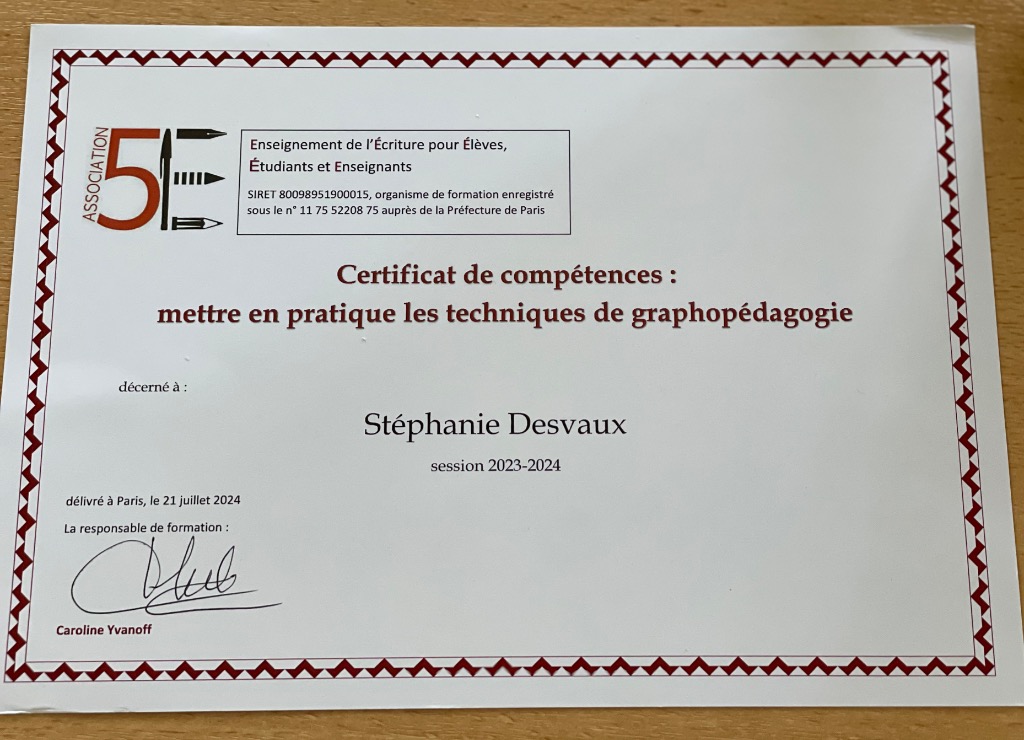 ASSOCIATION
5E
Enseignement de l'Écriture pour Élèves,
Étudiants et Enseignants
SIRET 80098951900015, organisme de formation enregistré
sous le n° 11 75 52208 75 auprès de la Préfecture de Paris
Certificat de compétences :
mettre en pratique les techniques de graphopédagogie
décerné à :
Stéphanie Desvaux
session 2023-2024
délivré à Paris, le 21 juillet 2024
La responsable de formation :
Caroline Yvanoff